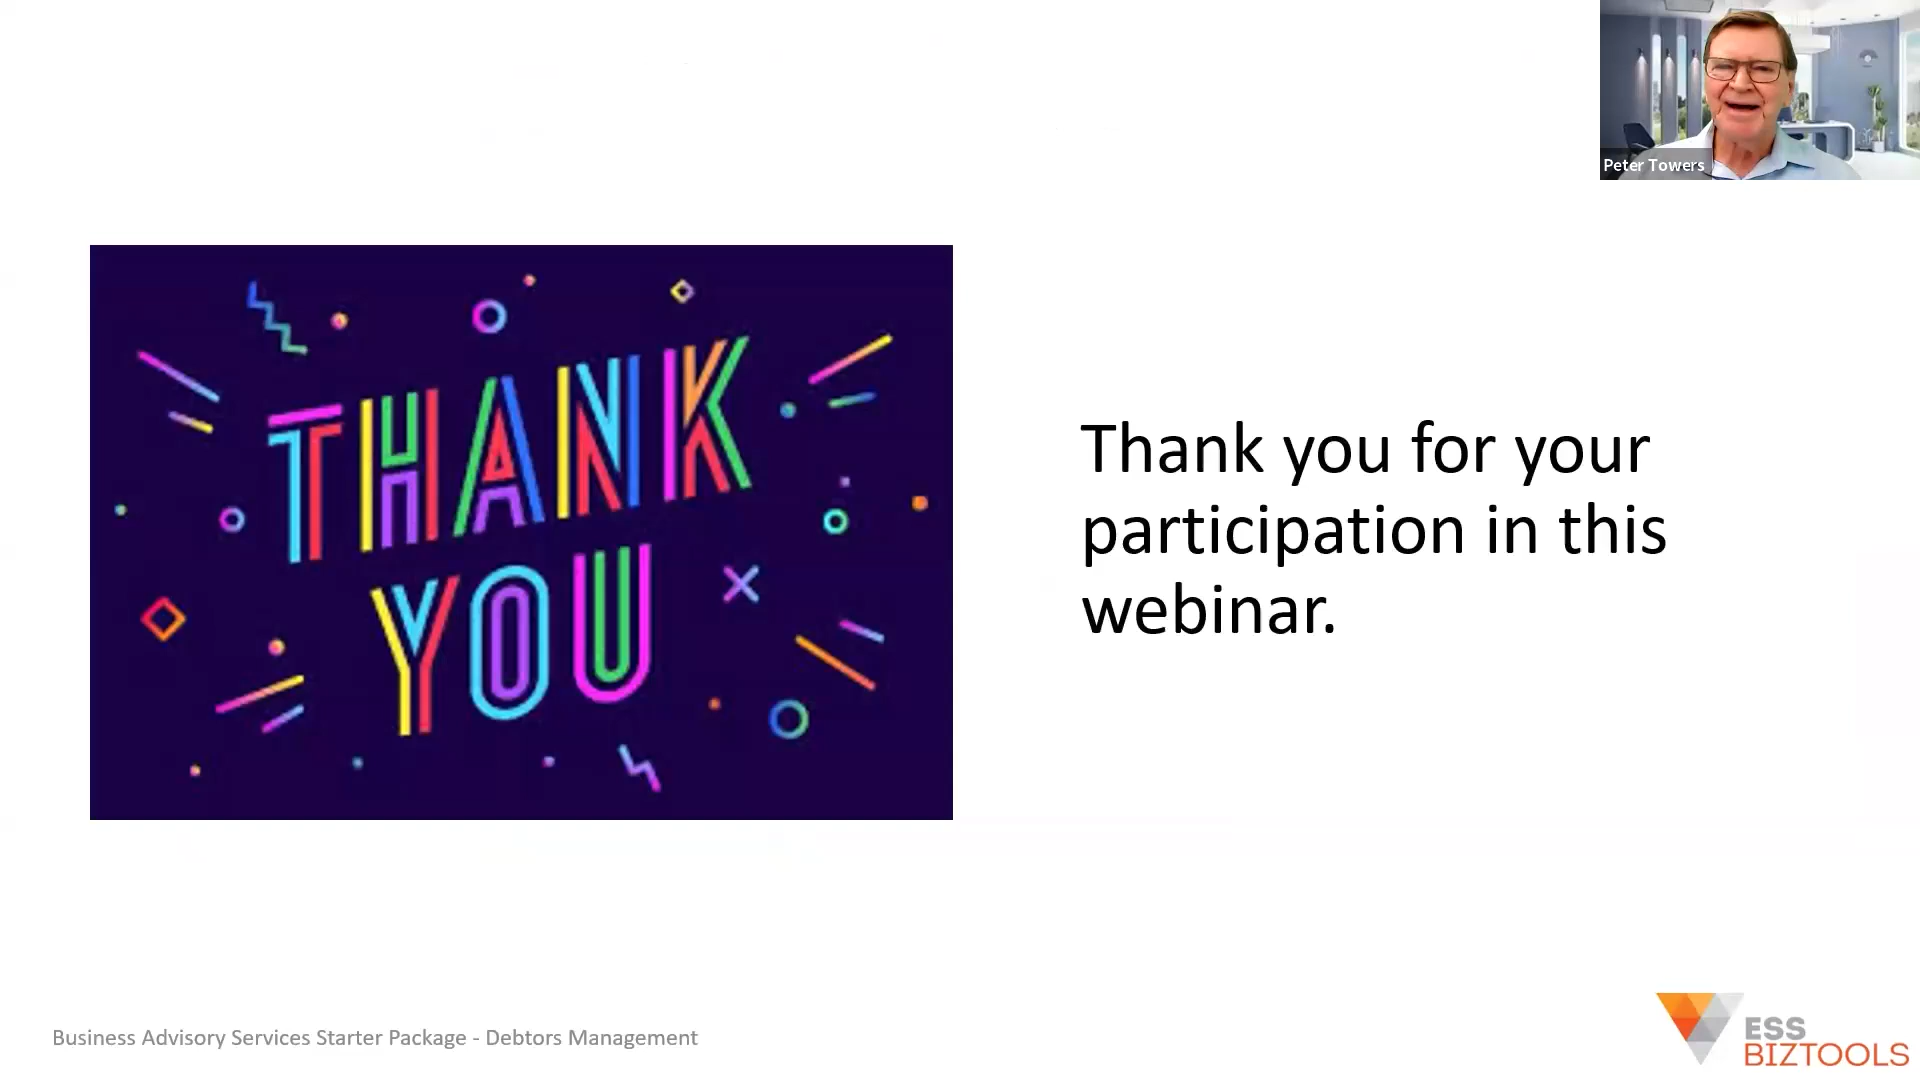 Peter Towers
THANK
YOU
Thank you for your
participation in this
webinar.
Business Advisory Services Starter Package - Debtors Management
ESS
BIZTOOLS